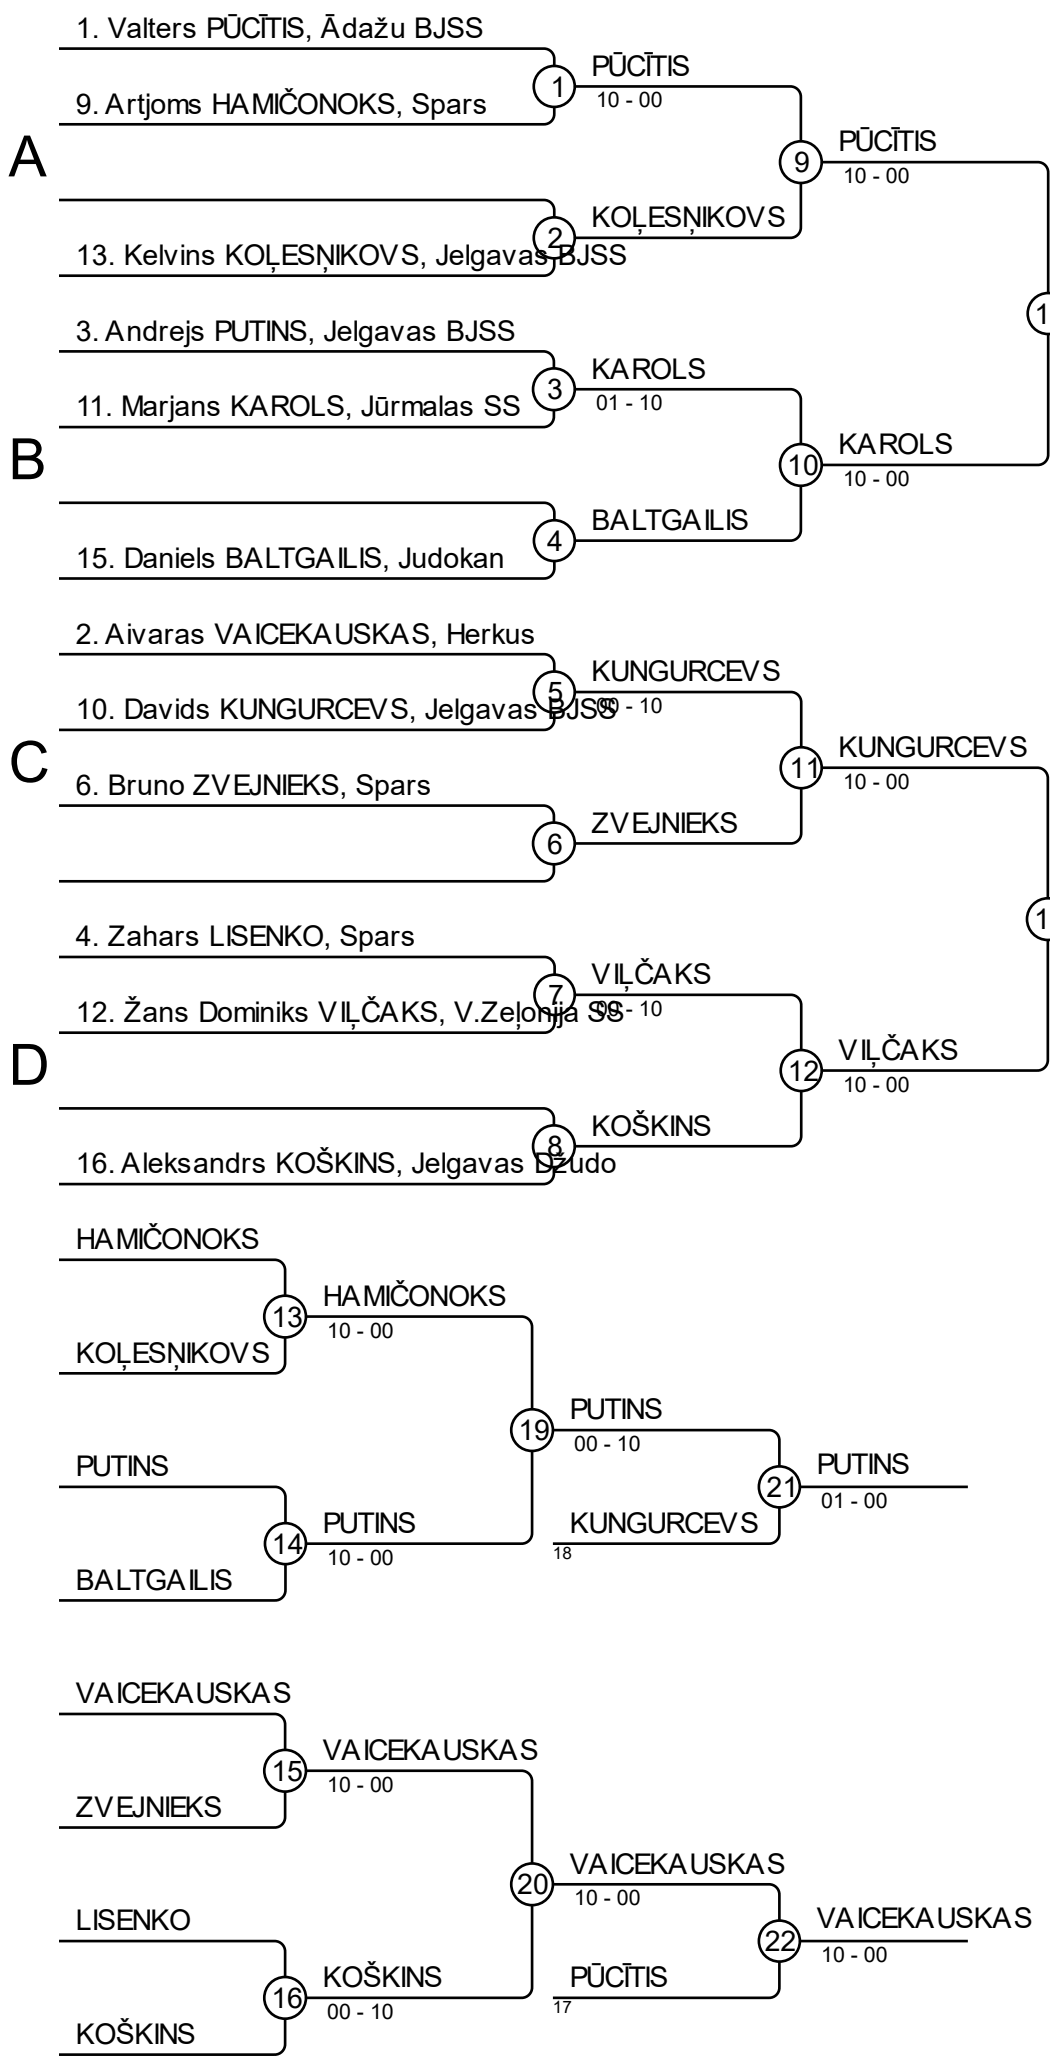 1. Valters PŪCĪTIS, Ādažu BJSS
PŪCĪTIS
1
10 - 00
9. Artjoms HAMIČONOKS, Spars
A
PŪCĪTIS
9
10 - 00
KOĻESŅIKOVS
2
13. Kelvins KOĻESŅIKOVS, Jelgavas BJSS
1
3. Andrejs PUTINS, Jelgavas BJSS
KAROLS
3
01 - 10
11. Marjans KAROLS, Jūrmalas SS
B
KAROLS
10
10 - 00
BALTGAILIS
4
15. Daniels BALTGAILIS, Judokan
2. Aivaras VAICEKAUSKAS, Herkus
KUNGURCEVS
5
00 - 10
10. Davids KUNGURCEVS, Jelgavas BJSS
C
KUNGURCEVS
11
10 - 00
6. Bruno ZVEJNIEKS, Spars
ZVEJNIEKS
6
1
4. Zahars LISENKO, Spars
VIĻČAKS
7
00 - 10
12. Žans Dominiks VIĻČAKS, V.Zeļonija SS
D
VIĻČAKS
12
10 - 00
KOŠKINS
8
16. Aleksandrs KOŠKINS, Jelgavas Džudo
HAMIČONOKS
HAMIČONOKS
13
10 - 00
KOĻESŅIKOVS
PUTINS
19
00 - 10
PUTINS
PUTINS
21
01 - 00
PUTINS
14
10 - 00
KUNGURCEVS
18
BALTGAILIS
VAICEKAUSKAS
VAICEKAUSKAS
15
10 - 00
ZVEJNIEKS
VAICEKAUSKAS
20
10 - 00
LISENKO
VAICEKAUSKAS
22
10 - 00
KOŠKINS
16
00 - 10
PŪCĪTIS
17
KOŠKINS